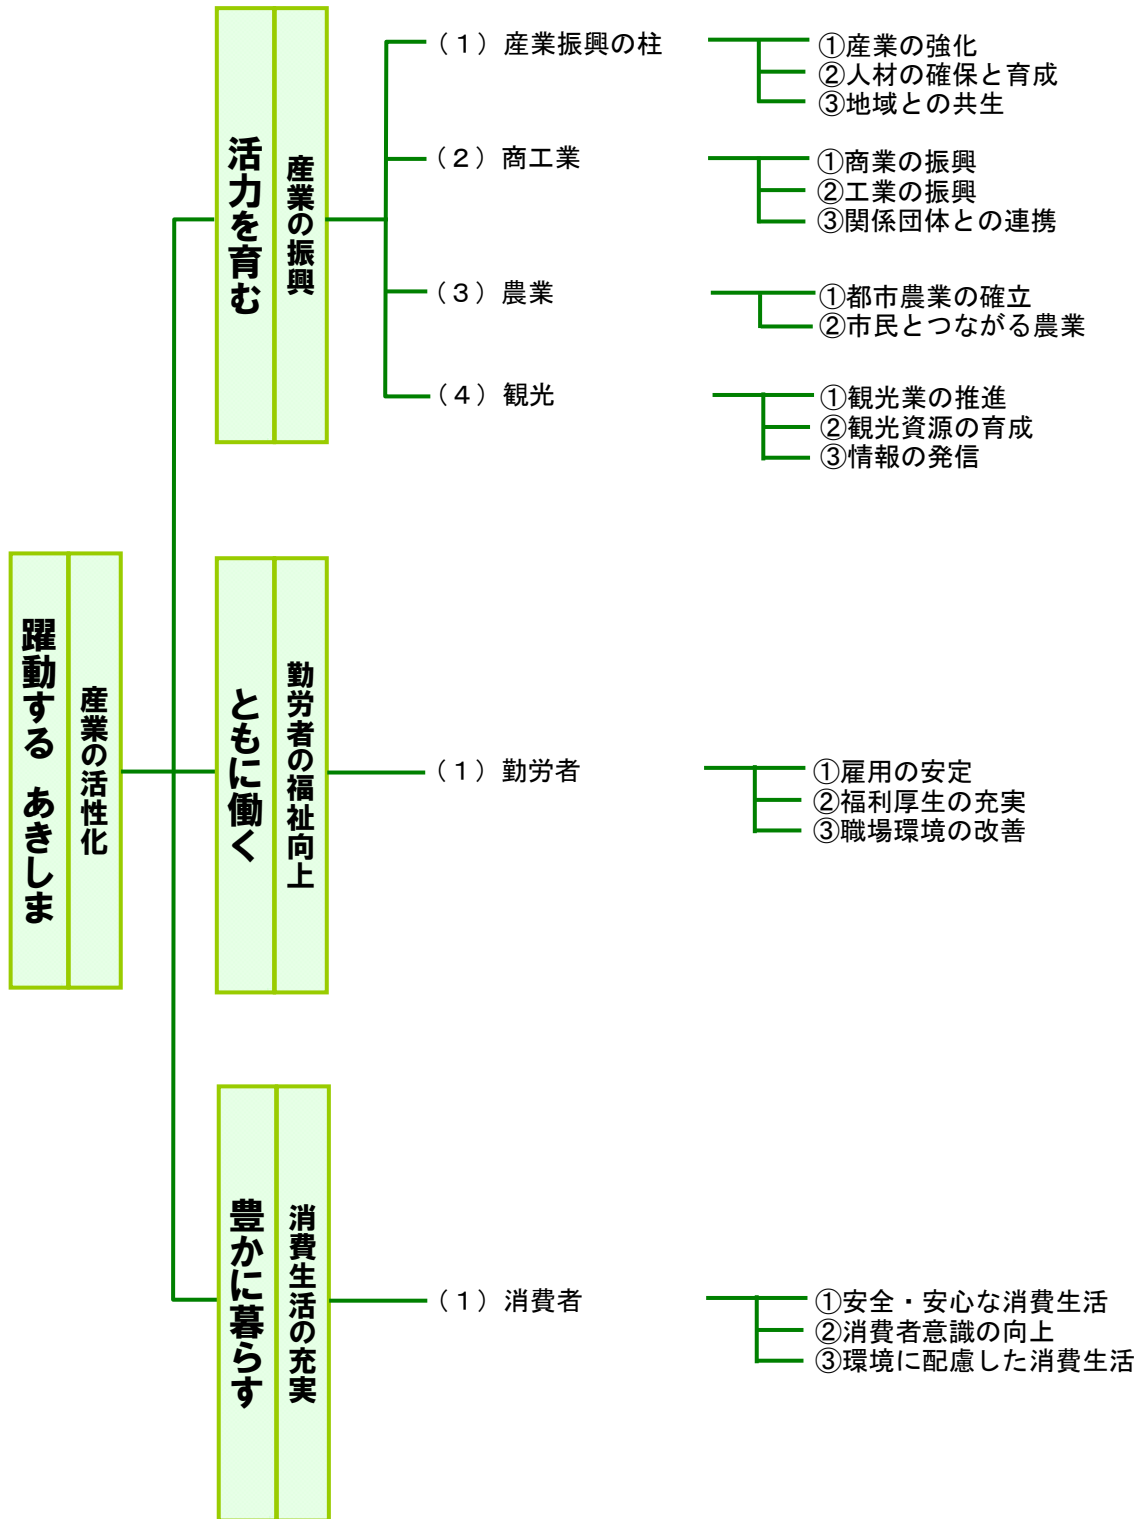 躍動する あきしま
産業の活性化
活力を育む
産業の振興
（１）産業振興の柱
①産業の強化
②人材の確保と育成
③地域との共生
（２）商工業
①商業の振興
②工業の振興
③関係団体との連携
（３）農業
①都市農業の確立
②市民とつながる農業
（４）観光
①観光業の推進
②観光資源の育成
③情報の発信
ともに働く
勤労者の福祉向上
（１）勤労者
①雇用の安定
②福利厚生の充実
③職場環境の改善
豊かに暮らす
消費生活の充実
（１）消費者
①安全・安心な消費生活
②消費者意識の向上
③環境に配慮した消費生活